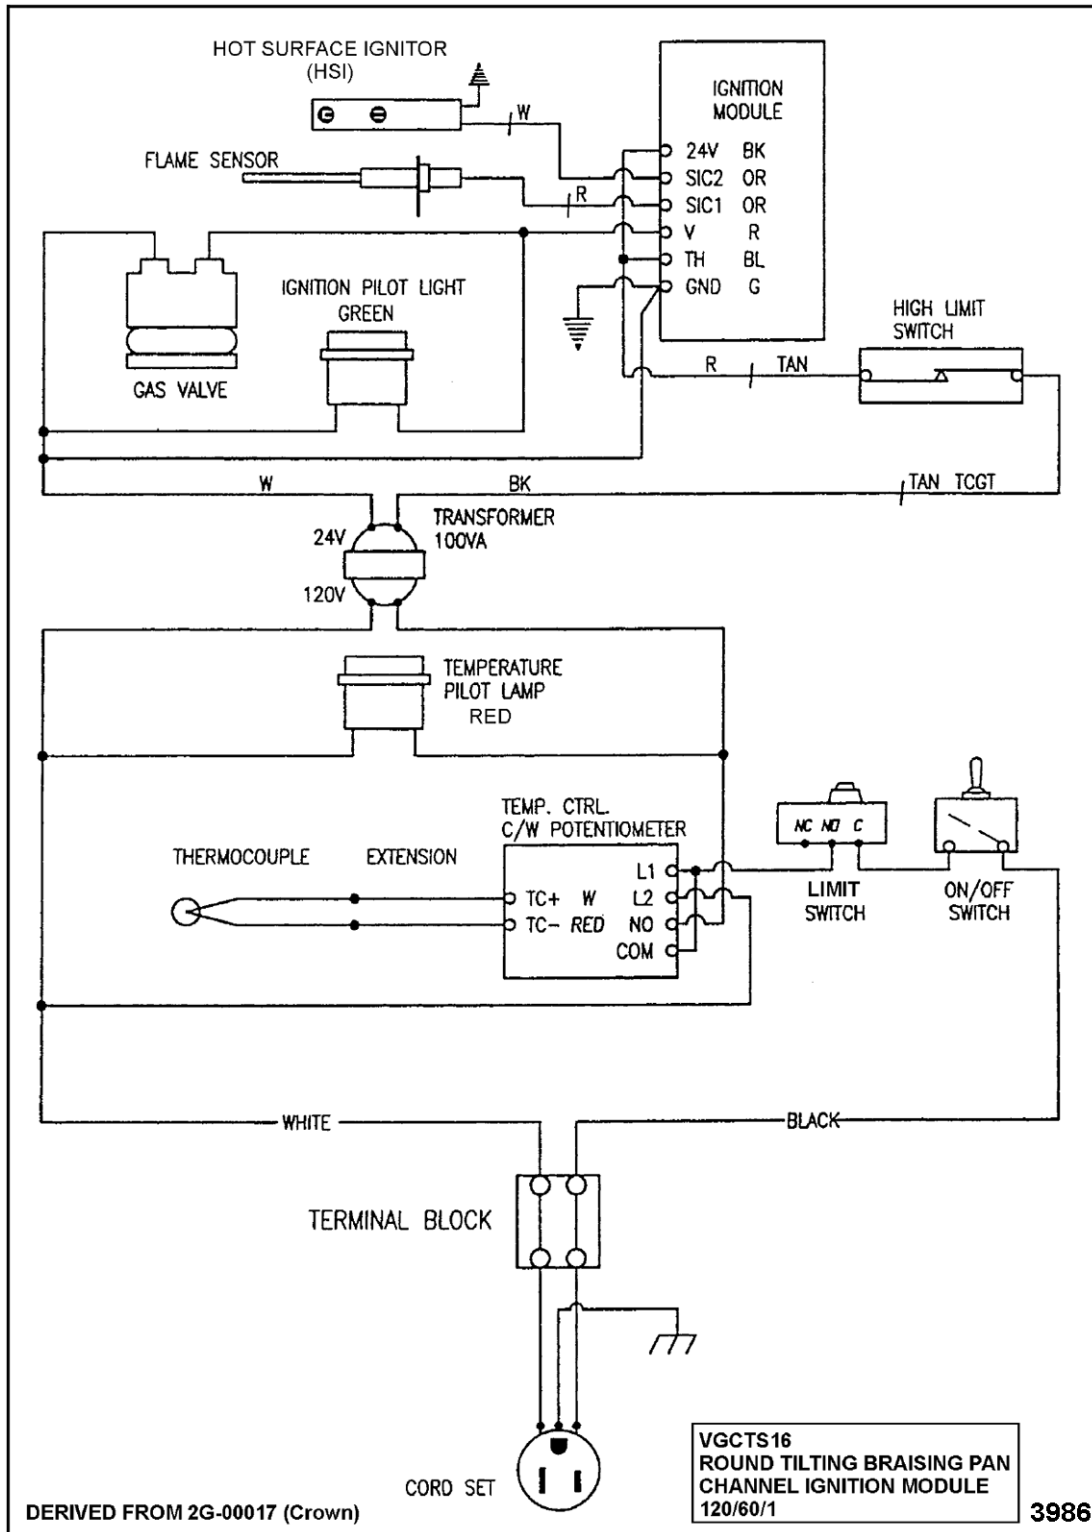 HOT SURFACE IGNITOR
(HSI)
W
IGNITION
MODULE
FLAME SENSOR
R
24V BK
SIC2 OR
SIC1 OR
V R
TH BL
GND G
IGNITION PILOT LIGHT
GREEN
GAS VALVE
HIGH LIMIT
SWITCH
R TAN
W
BK
TAN TCGT
24V
TRANSFORMER
100VA
120V
TEMPERATURE
PILOT LAMP
RED
TEMP. CTRL.
C/W POTENTIOMETER
THERMOCOUPLE
EXTENSION
TC+ W
TC- RED
L1
L2
NO
COM
NC NO C
LIMIT
SWITCH
ON/OFF
SWITCH
WHITE
BLACK
TERMINAL BLOCK
CORD SET
VGCTS16
ROUND TILTING BRAISING PAN
CHANNEL IGNITION MODULE
120/60/1
DERIVED FROM 2G-00017 (Crown)
3986